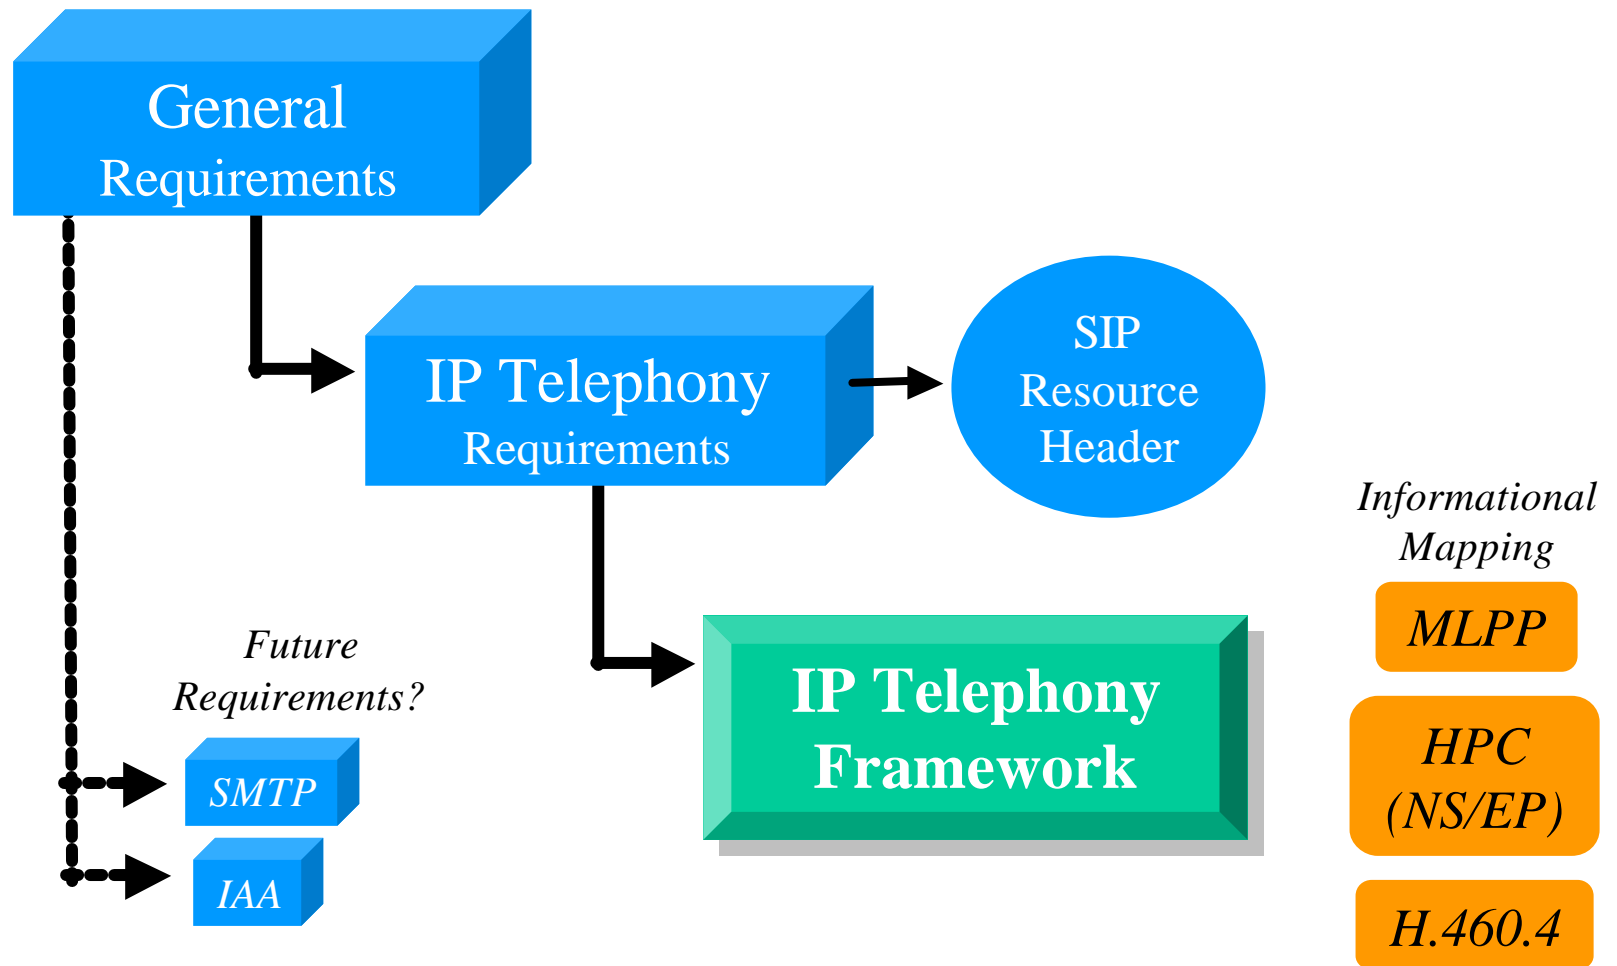 General
Requirements
IP Telephony
Requirements
SIP
Resource
Header
Informational
Mapping
MLPP
HPC
(NS/EP)
H.460.4
Future
Requirements?
SMTP
IAA
IP Telephony
Framework